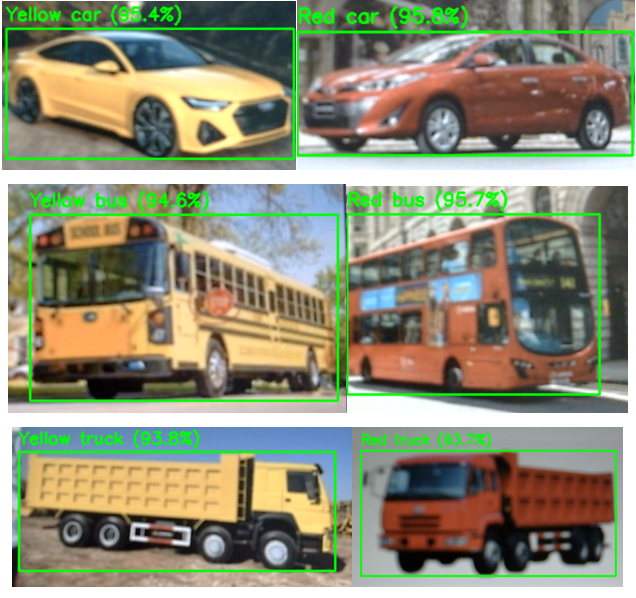 Yellow car (95.4%)
Red car (95.8%)
Yellow bus (94.6%)
Red bus (95.7%)
SCHOOL BUS
STOP
Yellow truck (93.8%)
Red truck (93.7%)